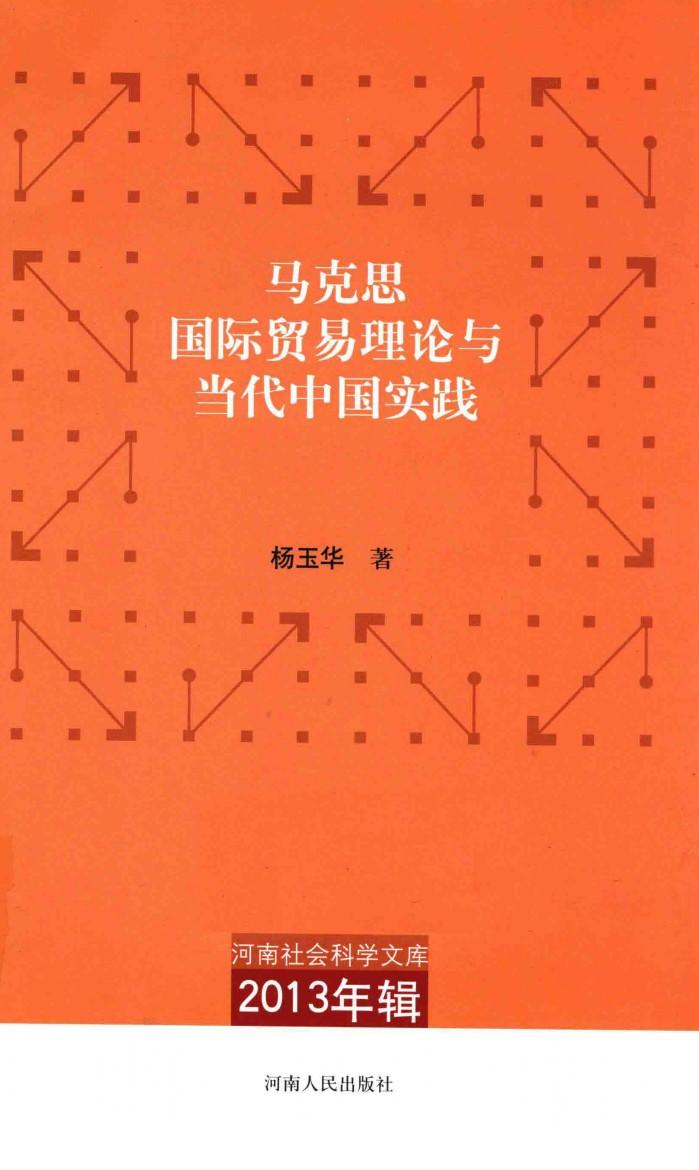 马克思
国际贸易理论与
当代中国实践
杨玉华 著
河南社会科学文库
2013年辑
河南人民出版社